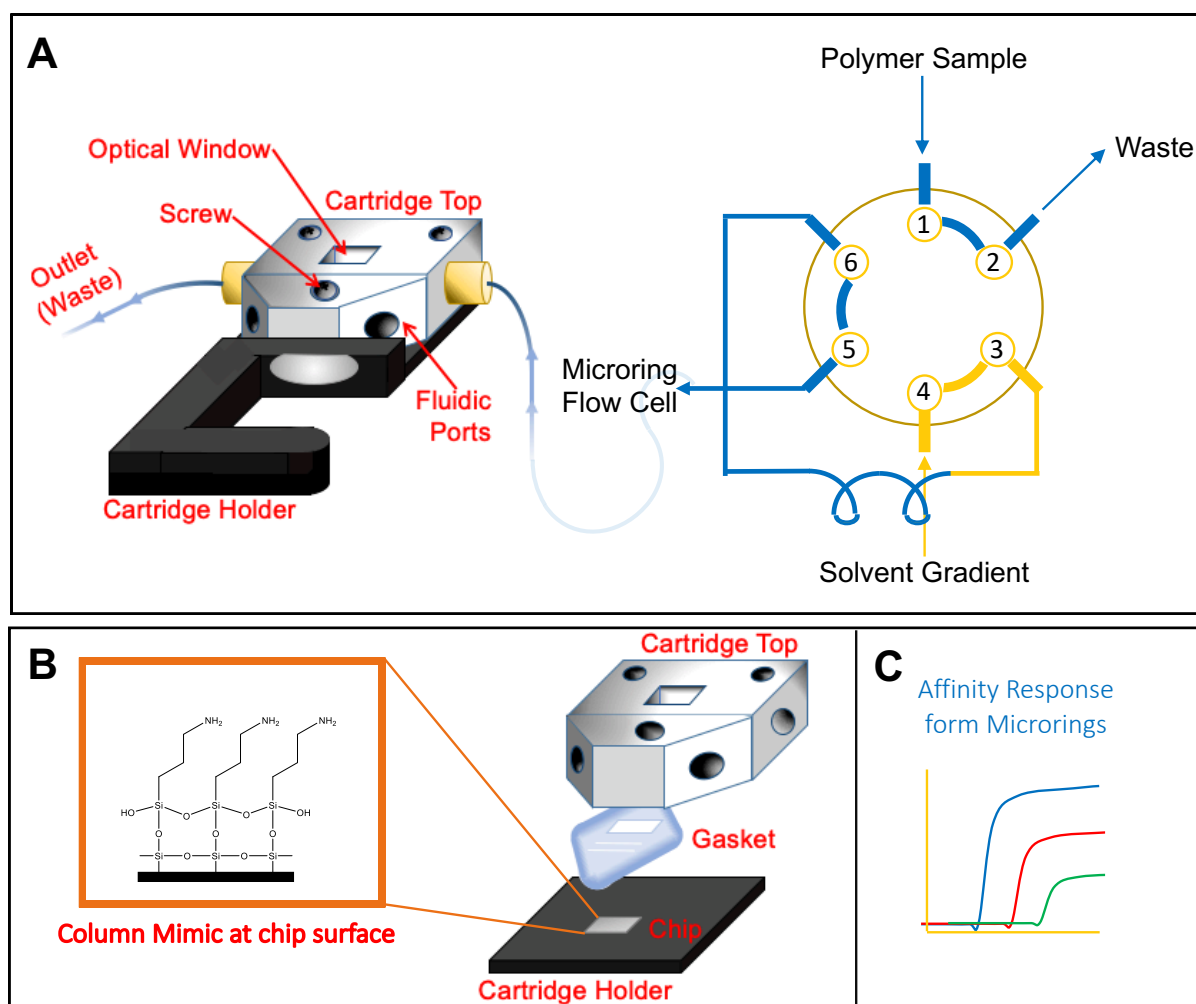 A
Polymer Sample
Waste
Optical Window
Cartridge Top
Screw
Outlet
(Waste)
1
2
6
5
3
4
Microring
Flow Cell
Fluidic
Ports
Cartridge Holder
Solvent Gradient
B
NH2
NH2
NH2
HO
Si
O
Si
O
Si
OH
O
O
O
Si
O
Si
O
Si
Column Mimic at chip surface
Cartridge Top
Gasket
Chip
Cartridge Holder
C
Affinity Response
form Microrings